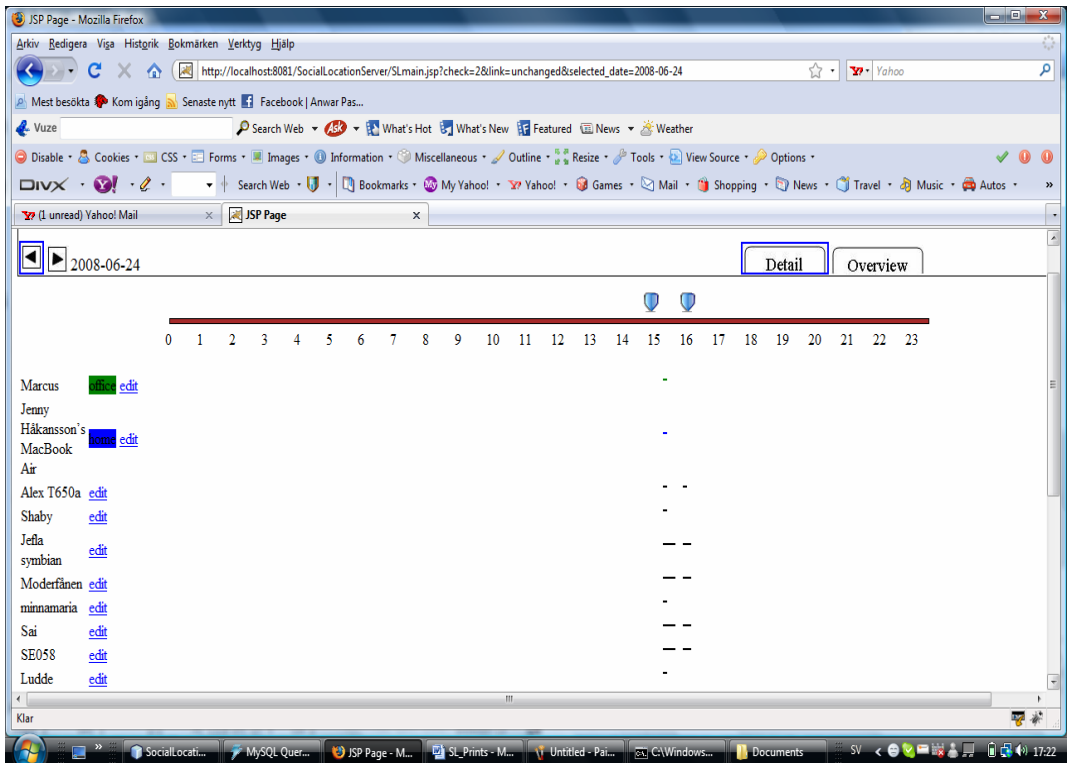 JSP Page - Mozilla Firefox
Arkiv Redigera Visa Historik Bokmärken Verktyg Hjälp
http://localhost:8081/SocialLocationServer/SLmain.jsp?check=2&link=unchanged&selected_date=2008-06-24 Yahoo
Mest besökta Kom igång Senaste nytt Facebook | Anwar Pas...
Vuze Search Web Ask What's Hot What's New Featured News Weather
Disable Cookies CSS Forms Images Information Miscellaneous Outline Resize Tools View Source Options
DIVX Search Web Bookmarks My Yahoo! Yahoo! Games Mail Shopping News Travel Music Autos »
(1 unread) Yahoo! Mail JSP Page
2008-06-24 Detail Overview
0 1 2 3 4 5 6 7 8 9 10 11 12 13 14 15 16 17 18 19 20 21 22 23
Marcus office edit
Jenny
Håkansson's
MacBook
Air
home edit
Alex T650a edit
Shaby edit
Jefla
symbian
edit
Moderfånen edit
minnamaria edit
Sai edit
SE058 edit
Ludde edit
Klar
» SocialLocati... MySQL Quer... JSP Page - M... SL_Prints - M... Untitled - Pai... C:\Windows... Documents SV 17:22